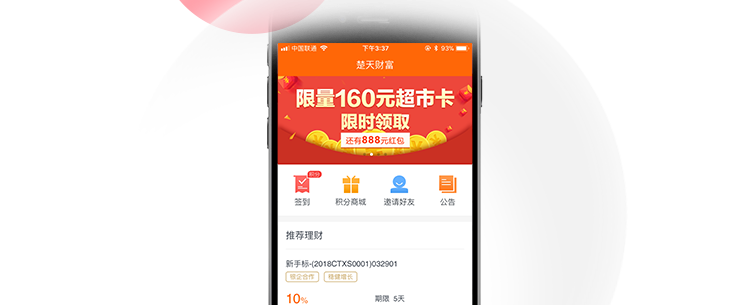 中国联通 下午3:37 93%
楚天财富
限量160元超市卡
限时领取
还有888元红包
积分
签到 积分商城 邀请好友 公告
推荐理财
新手标-(2018CTXS0001)032901
银企合作 稳健增长
10% 期限 5天